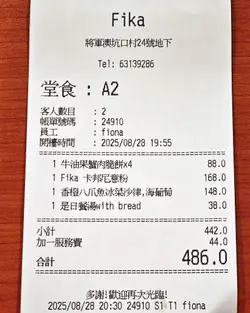 Fika
將軍澳坑口村24號地下
Tel: 63139286
堂食 : A2
客人數目 : 2
帳單號碼 : 24910
員工 : fiona
開檯時間 : 2025/08/28 19:55
1 牛油果蟹肉脆餅x4 88.0
1 Fika 卡邦尼意粉 168.0
1 香橙八爪魚冰菜沙律,海葡萄 148.0
1 是日餐湯with bread 38.0
小計 442.0
加一服務費 44.0
合計 486.0
多謝!歡迎再次光臨!
2025/08/28 20:30 24910 S1 T1 fiona